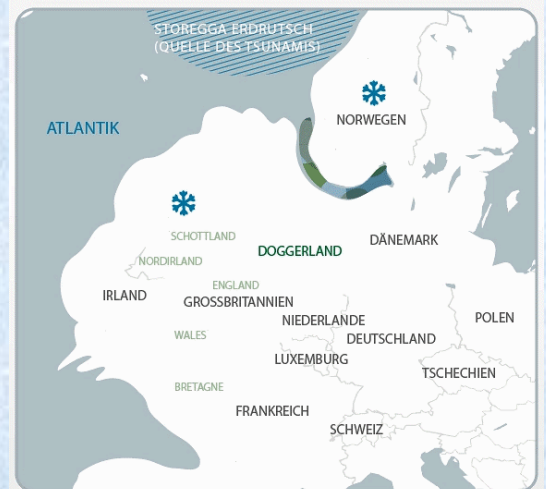 STOREGGA ERDRUTSCH
(QUELLE DES TSUNAMIS)
NORWEGEN
ATLANTIK
SCHOTTLAND
DOGGERLAND
DÄNEMARK
NORDIRLAND
ENGLAND
IRLAND
GROSSBRITANNIEN
NIEDERLANDE
POLEN
WALES
DEUTSCHLAND
LUXEMBURG
TSCHECHIEN
BRETAGNE
FRANKREICH
SCHWEIZ